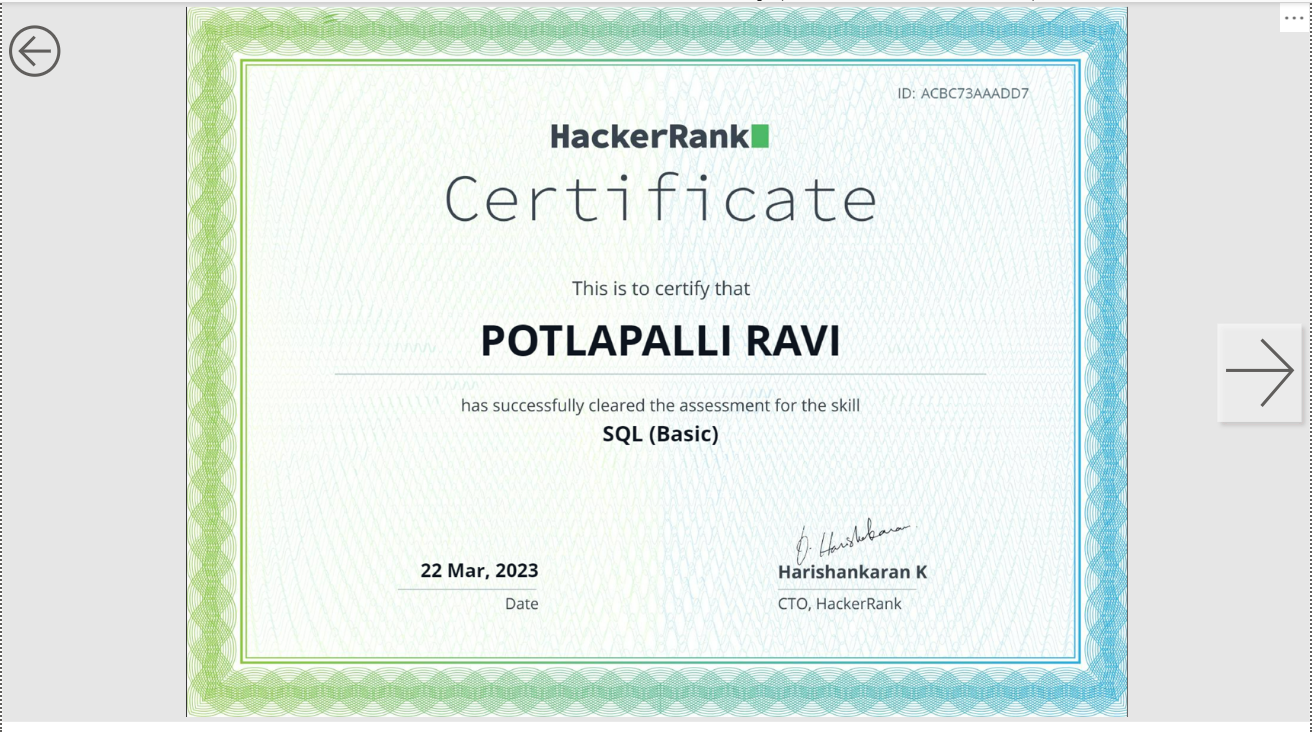 ID: ACBC73AAADD7
HackerRank
Certificate
This is to certify that
POTLAPALLI RAVI
has successfully cleared the assessment for the skill
SQL (Basic)
22 Mar, 2023
Date
Harishankaran K
CTO, HackerRank